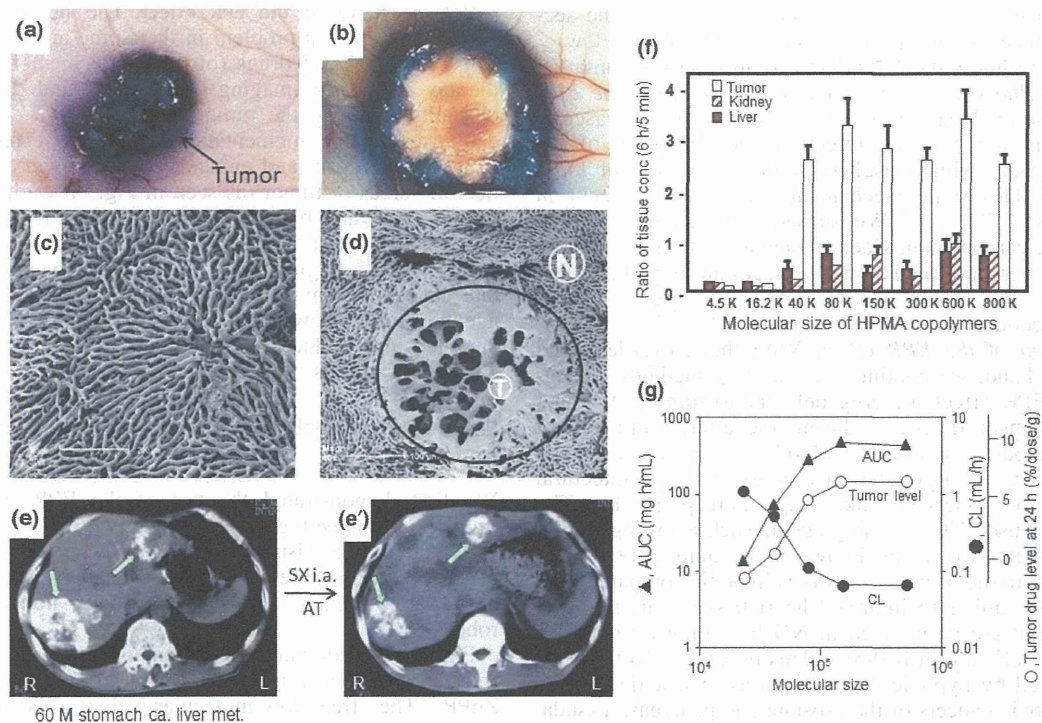 (a)
Tumor
(b)
(c)
(d)
N
T
(e)
R
L
60 M stomach ca. liver met.
SX i.a.
AT
(e')
R
L
(f)
Tumor
Kidney
Liver
Ratio of tissue conc (6 h/5 min)
4
3
2
1
0
4.5 K 16.2 K 40 K 80 K 150 K 300 K 600 K 800 K
Molecular size of HPMA copolymers
(g)
▲, AUC (mg h/mL)
1000
100
10
1
AUC
Tumor level
CL
10
1
0.1
0.01
●, CL (mL/h)
10
5
0
○, Tumor drug level at 24 h (%/dose/g)
10⁴ 10⁵ 10⁶
Molecular size